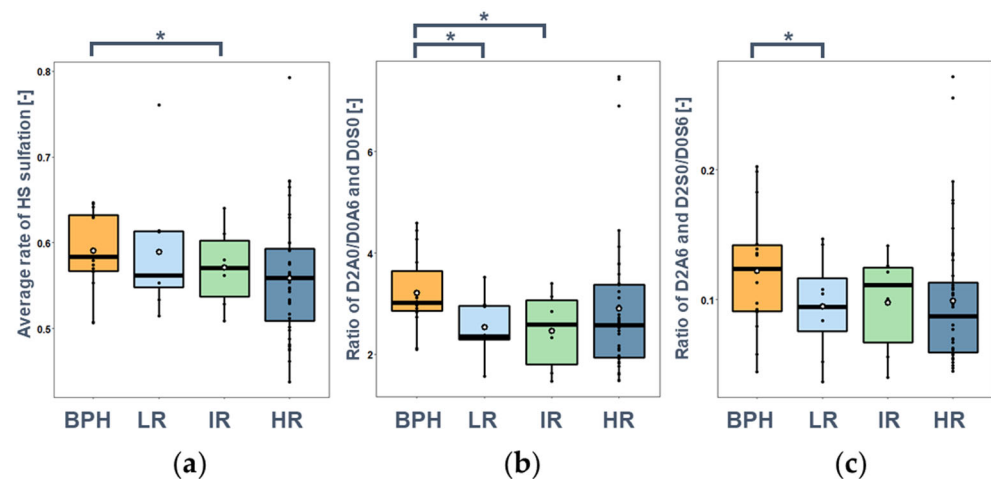 *
Average rate of HS sulfation [-]
0.8
0.7
0.6
0.5
BPH LR IR HR
(a)
*
*
Ratio of D2A0/D0A6 and D0S0 [-]
6
4
2
BPH LR IR HR
(b)
*
Ratio of D2A6 and D2S0/D0S6 [-]
0.2
0.1
BPH LR IR HR
(c)